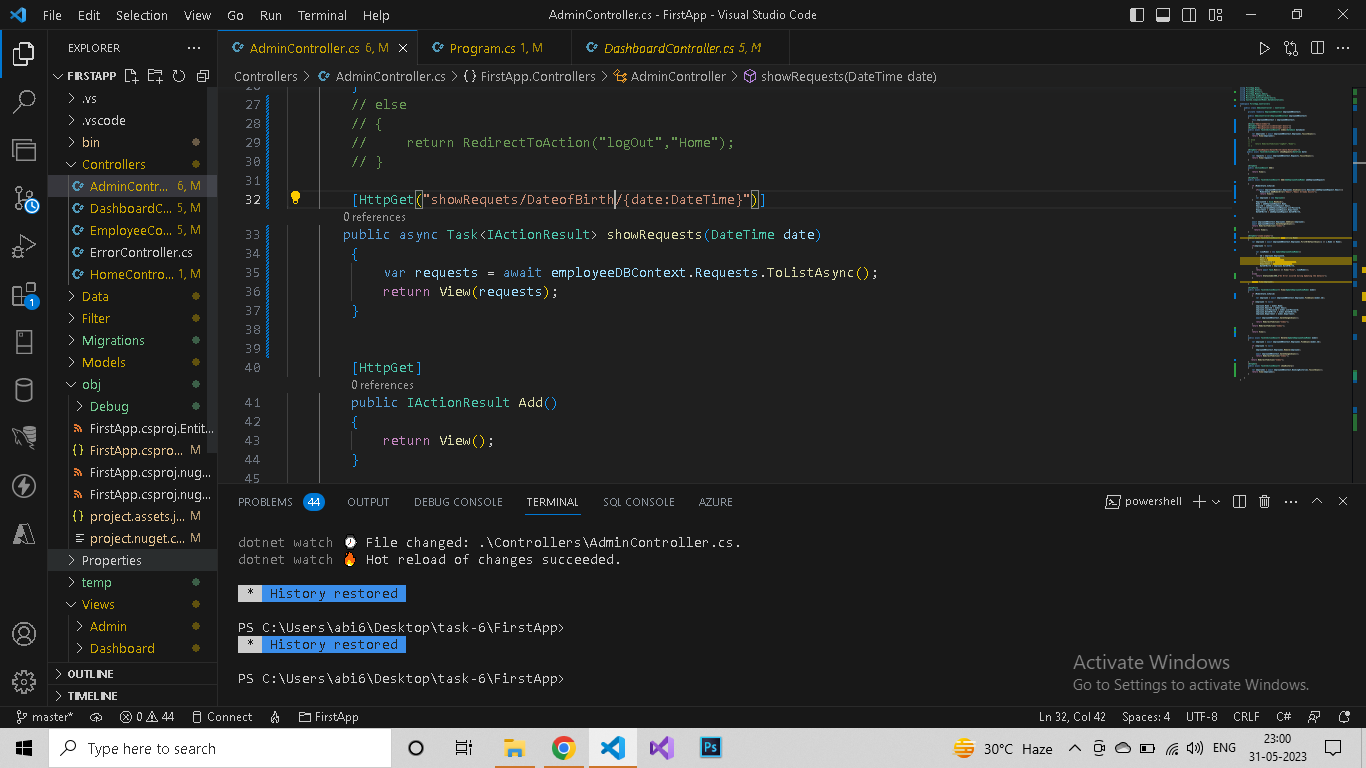 File Edit Selection View Go Run Terminal Help AdminController.cs - FirstApp - Visual Studio Code
EXPLORER ... AdminController.cs 6, M Program.cs 1, M DashboardController.cs 5, M
FIRSTAPP Controllers > AdminController.cs > {} FirstApp.Controllers > AdminController > showRequests(DateTime date)
.vs
.vscode
bin
Controllers
AdminContr... 6, M
DashboardC... 5, M
EmployeeCo... 5, M
ErrorController.cs
HomeContro... 1, M
Data
Filter
Migrations
Models
obj
Debug
FirstApp.csproj.Entit...
FirstApp.cspro... M
FirstApp.csproj.nug...
FirstApp.csproj.nug...
project.assets.j... M
project.nuget.c... M
Properties
temp
Views
Admin
Dashboard
OUTLINE
TIMELINE
1
26 }
27 // else
28 // {
29 // return RedirectToAction("logOut","Home");
30 // }
31
32 [HttpGet("showRequets/DateofBirth/{date:DateTime}")]
0 references
33 public async Task<IActionResult> showRequests(DateTime date)
34 {
35 var requests = await employeeDBContext.Requests.ToListAsync();
36 return View(requests);
37 }
38
39
40 [HttpGet]
0 references
41 public IActionResult Add()
42 {
43 return View();
44 }
45
PROBLEMS 44 OUTPUT DEBUG CONSOLE TERMINAL SQL CONSOLE AZURE powershell
dotnet watch File changed: .\Controllers\AdminController.cs.
dotnet watch Hot reload of changes succeeded.
* History restored
PS C:\Users\abi6\Desktop\task-6\FirstApp>
* History restored
PS C:\Users\abi6\Desktop\task-6\FirstApp>
Activate Windows
Go to Settings to activate Windows.
master* 0 44 Connect FirstApp Ln 32, Col 42 Spaces: 4 UTF-8 CRLF C#
Type here to search Ps 30°C Haze ENG 23:00
31-05-2023